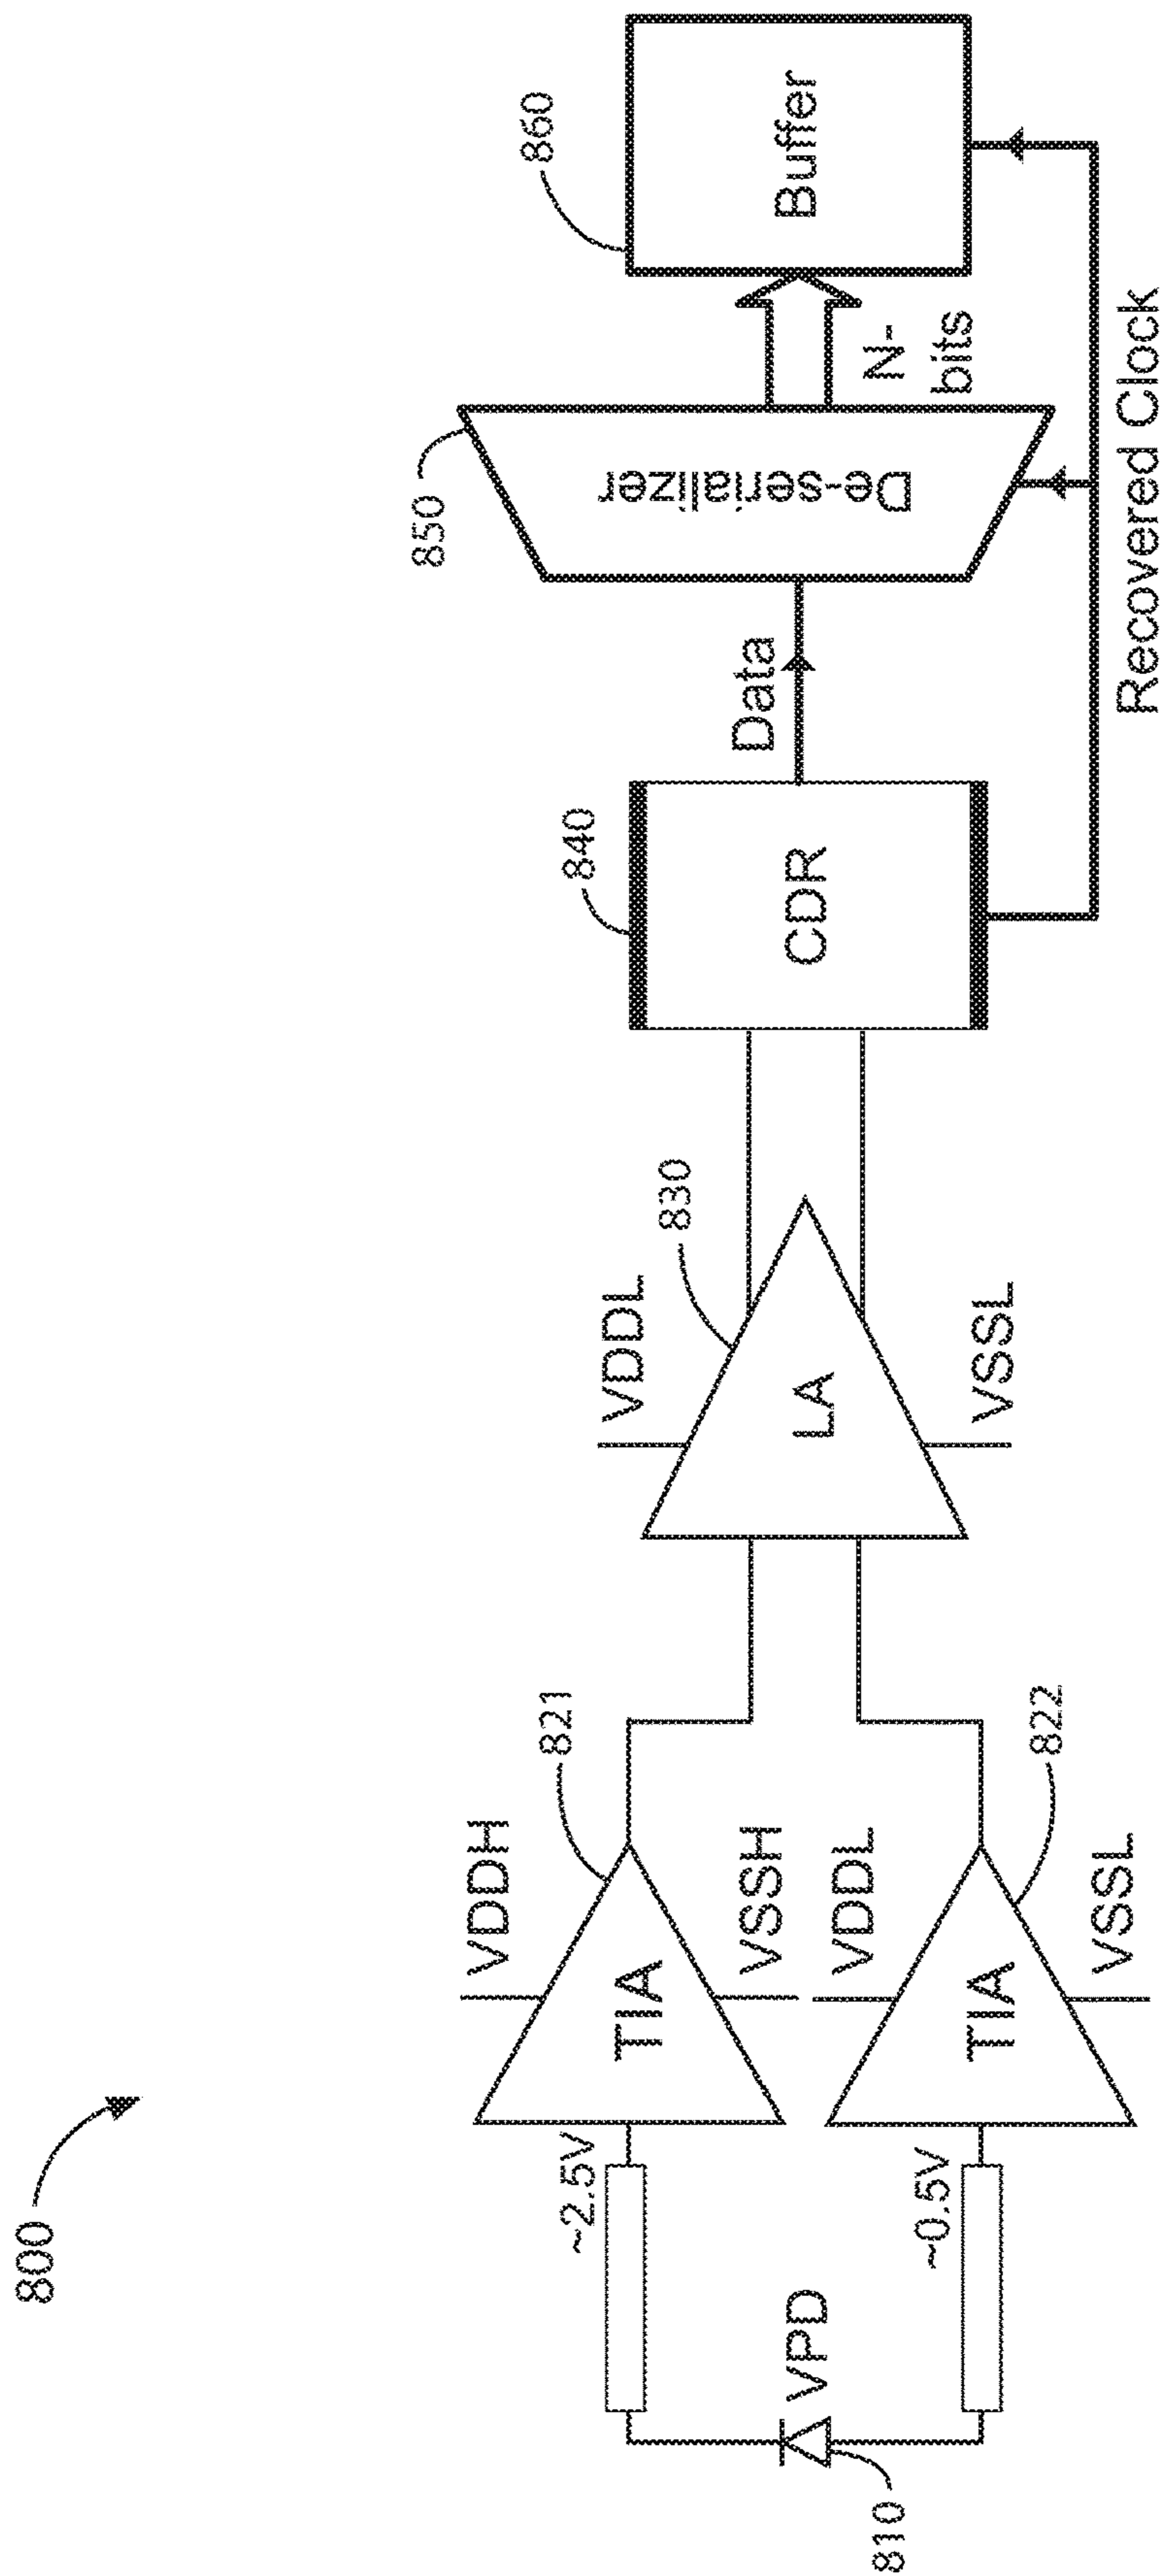 800
810
VPD
~2.5V
~0.5V
TIA
VDDH
VSSH
821
TIA
VDDL
VSSL
822
LA
VDDL
VSSL
830
CDR
840
Data
De-serializer
850
N-
bits
Buffer
860
Recovered Clock